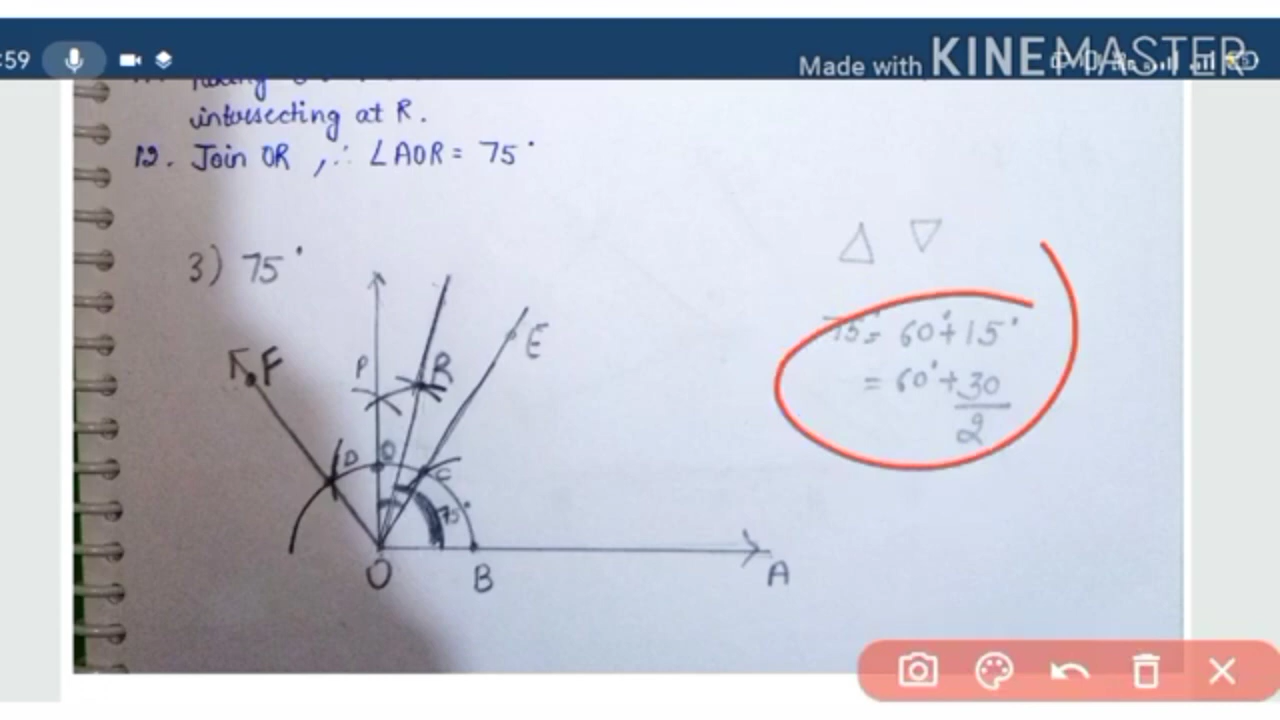 :59
Made with KINEMASTER
intersecting at R.
12. Join OR , ∴ ∠AOR = 75°
3) 75°
75° = 60° + 15°
= 60° + 30
2
F
P
R
E
D
Q
C
75°
O
B
A